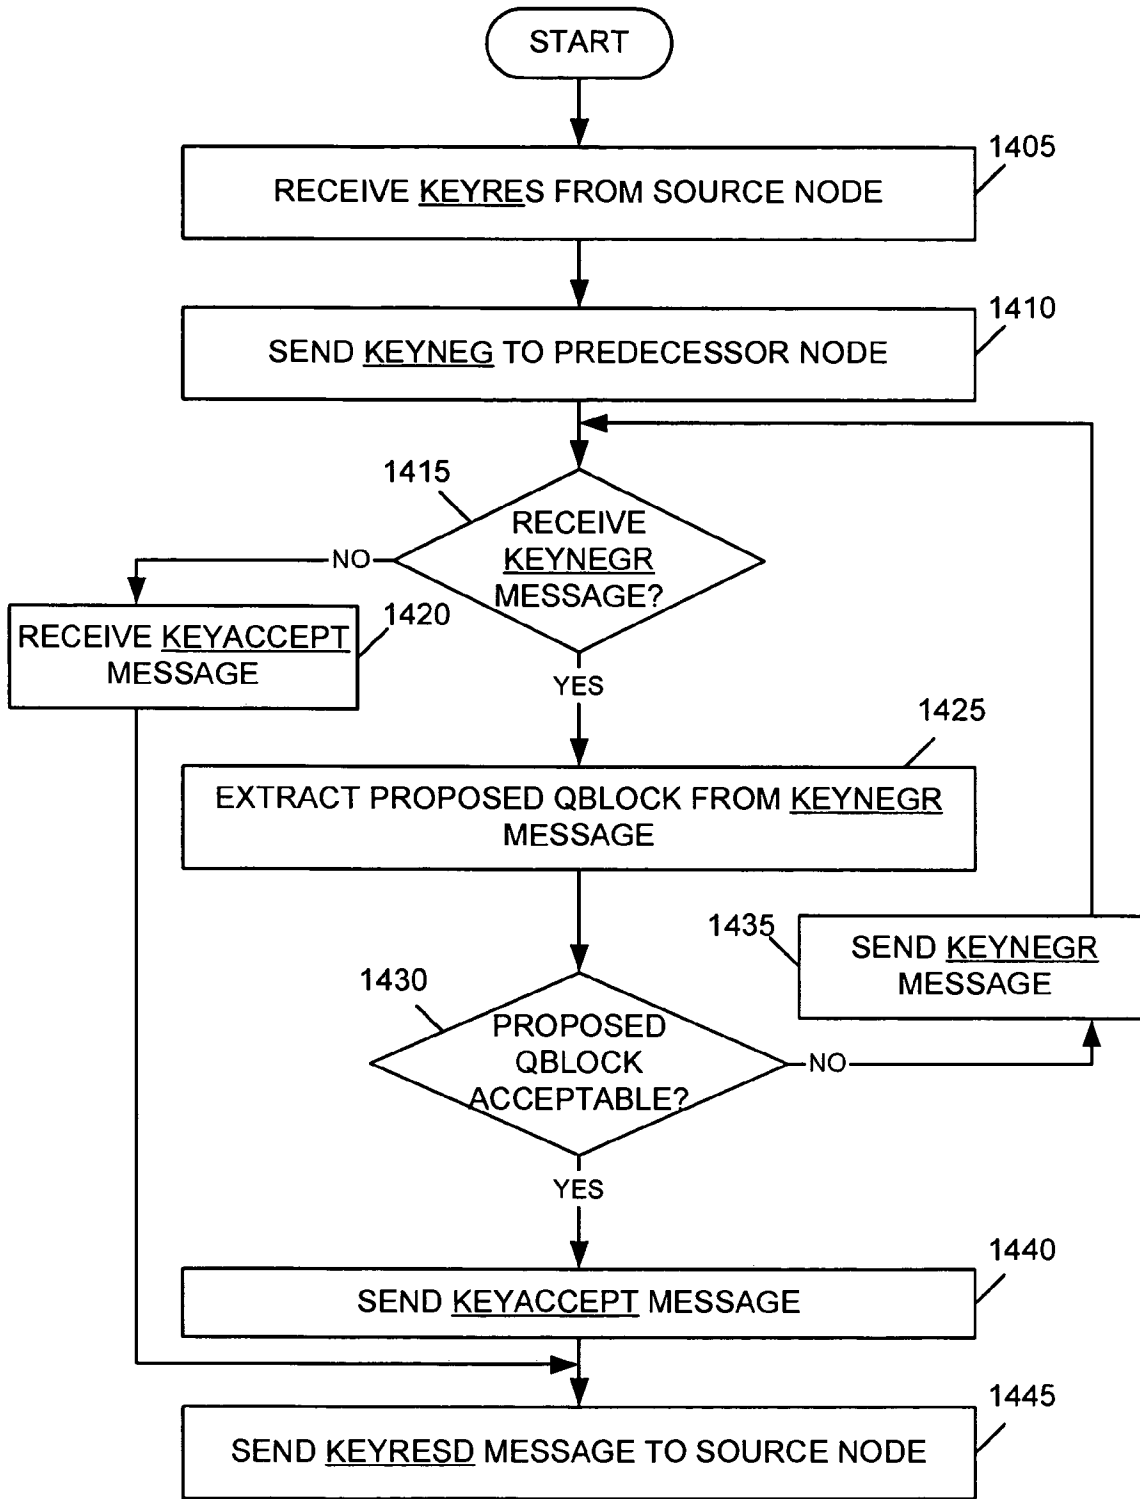 START
1405
RECEIVE KEYRES FROM SOURCE NODE
1410
SEND KEYNEG TO PREDECESSOR NODE
1415
RECEIVE
KEYNEGR
MESSAGE?
NO
1420
RECEIVE KEYACCEPT
MESSAGE
YES
1425
EXTRACT PROPOSED QBLOCK FROM KEYNEGR
MESSAGE
1435
SEND KEYNEGR
MESSAGE
1430
PROPOSED
QBLOCK
ACCEPTABLE?
NO
YES
1440
SEND KEYACCEPT MESSAGE
1445
SEND KEYRESD MESSAGE TO SOURCE NODE